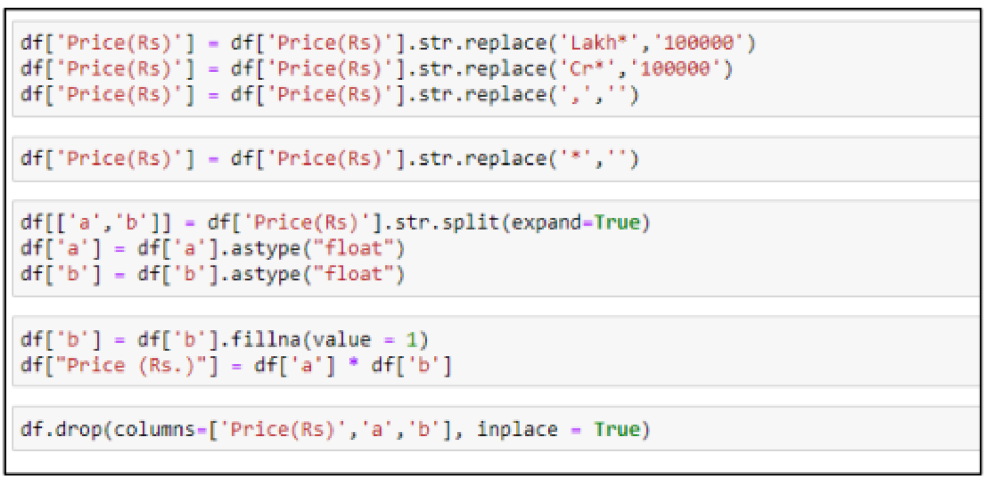 df['Price(Rs)'] = df['Price(Rs)'].str.replace('Lakh*','100000')
df['Price(Rs)'] = df['Price(Rs)'].str.replace('Cr*','100000')
df['Price(Rs)'] = df['Price(Rs)'].str.replace(',','')
df['Price(Rs)'] = df['Price(Rs)'].str.replace('*','')
df[['a','b']] = df['Price(Rs)'].str.split(expand=True)
df['a'] = df['a'].astype("float")
df['b'] = df['b'].astype("float")
df['b'] = df['b'].fillna(value = 1)
df["Price (Rs.)"] = df['a'] * df['b']
df.drop(columns=['Price(Rs)','a','b'], inplace = True)